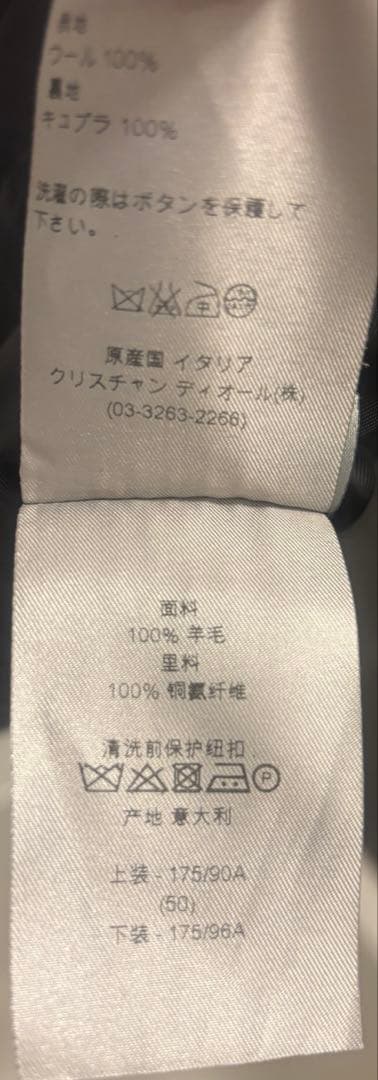 表地
ウール 100%
裏地
キュプラ 100%
洗濯の際はボタンを保護して
下さい。
中
原産国 イタリア
クリスチャン ディオール(株)
(03-3263-2266)
面料
100% 羊毛
里料
100% 铜氨纤维
清洗前保护纽扣
P
产地 意大利
上装 - 175/90A
(50)
下装 - 175/96A